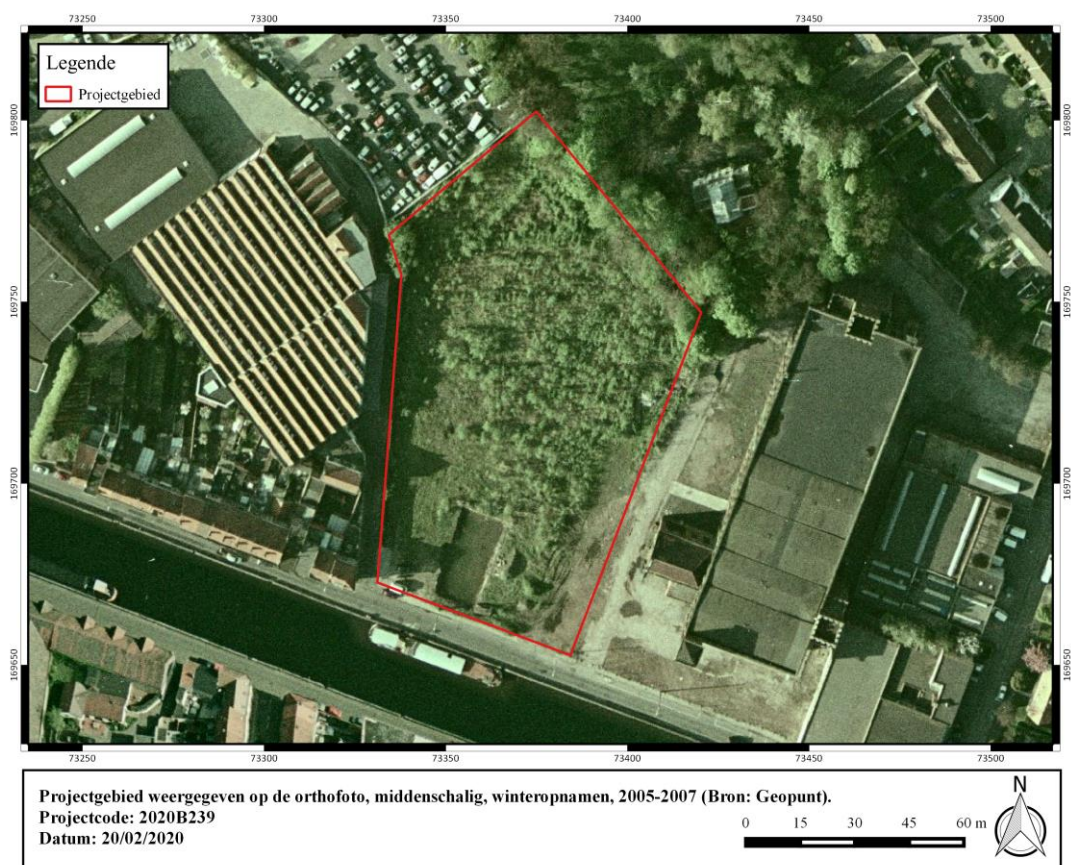 73250 73300 73350 73400 73450 73500
Legende
Projectgebied
169800 169800
169750 169750
169700 169700
169650 169650
73250 73300 73350 73400 73450 73500
Projectgebied weergegeven op de orthofoto, middenschalig, winteropnamen, 2005-2007 (Bron: Geopunt).
Projectcode: 2020B239
Datum: 20/02/2020
0 15 30 45 60 m
N